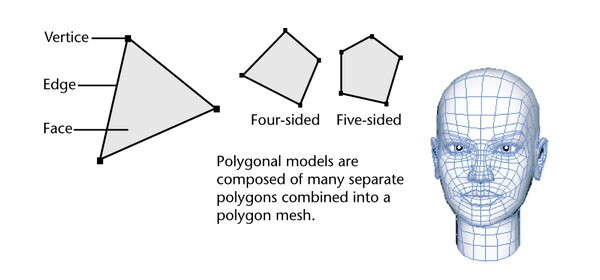 Vertice
Edge
Face
Four-sided
Five-sided
Polygonal models are
composed of many separate
polygons combined into a
polygon mesh.